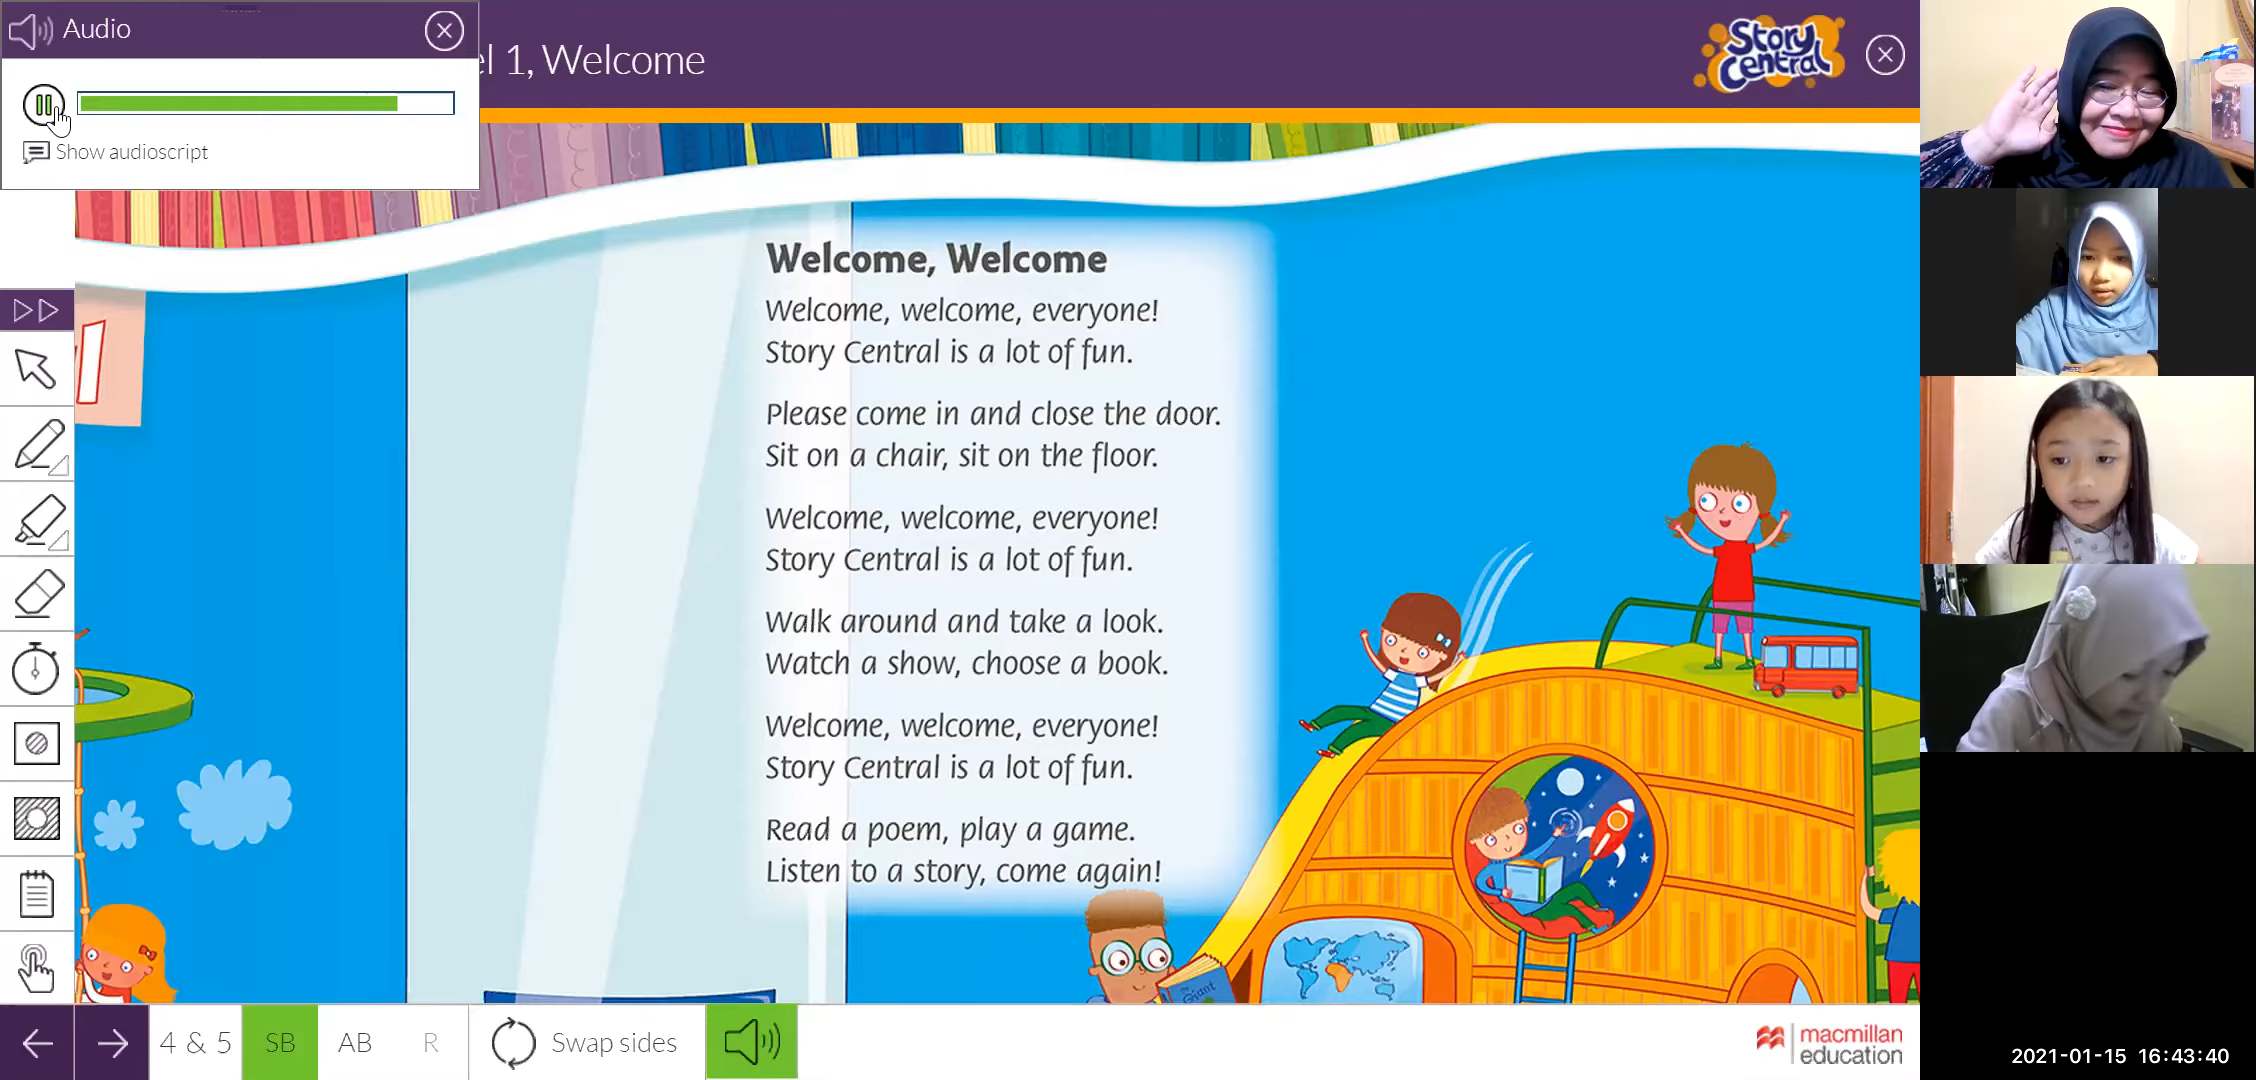 Audio
Show audioscript
el 1, Welcome
Story
Central
Welcome, Welcome
Welcome, welcome, everyone!
Story Central is a lot of fun.
Please come in and close the door.
Sit on a chair, sit on the floor.
Welcome, welcome, everyone!
Story Central is a lot of fun.
Walk around and take a look.
Watch a show, choose a book.
Welcome, welcome, everyone!
Story Central is a lot of fun.
Read a poem, play a game.
Listen to a story, come again!
Giant
4 & 5
SB
AB
R
Swap sides
macmillan
education
2021-01-15 16:43:40